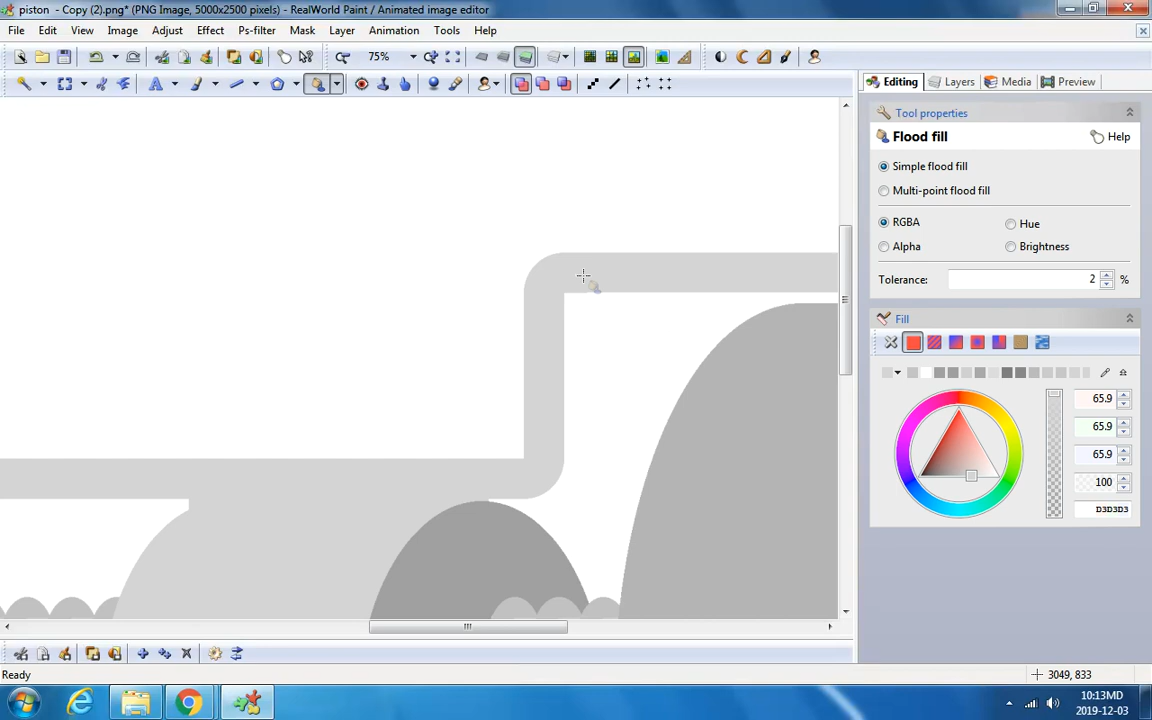 piston - Copy (2).png* (PNG Image, 5000x2500 pixels) - RealWorld Paint / Animated image editor
File Edit View Image Adjust Effect Ps-filter Mask Layer Animation Tools Help
75%
Editing Layers Media Preview
Tool properties
Flood fill Help
Simple flood fill
Multi-point flood fill
RGBA Hue
Alpha Brightness
Tolerance: 2 %
Fill
65.9
65.9
65.9
100
D3D3D3
Ready 3049, 833
10:13MD
2019-12-03